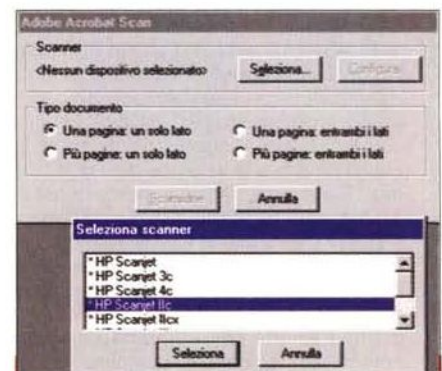 Adobe Acrobat Scan
Scanner
<Nessun dispositivo selezionato>
Seleziona...
Configura
Tipo documento
Una pagina: un solo lato
Una pagina: entrambi i lati
Più pagine: un solo lato
Più pagine: entrambi i lati
Annulla
Seleziona scanner
* HP Scanjet
* HP Scanjet 3c
* HP Scanjet 4c
* HP Scanjet IIc
* HP Scanjet IIcx
Seleziona
Annulla